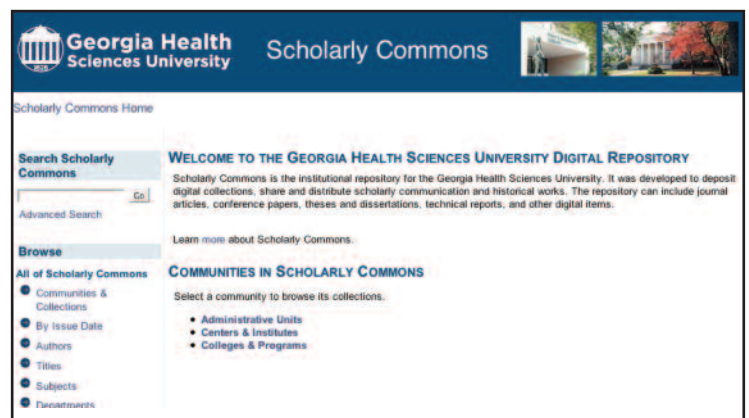 Georgia Health
Sciences University
Scholarly Commons
1828
Scholarly Commons Home
Search Scholarly
Commons
Go
Advanced Search
Browse
All of Scholarly Commons
Communities &
Collections
By Issue Date
Authors
Titles
Subjects
Departments
WELCOME TO THE GEORGIA HEALTH SCIENCES UNIVERSITY DIGITAL REPOSITORY
Scholarly Commons is the institutional repository for the Georgia Health Sciences University. It was developed to deposit
digital collections, share and distribute scholarly communication and historical works. The repository can include journal
articles, conference papers, theses and dissertations, technical reports, and other digital items.
Learn more about Scholarly Commons.
COMMUNITIES IN SCHOLARLY COMMONS
Select a community to browse its collections.
Administrative Units
Centers & Institutes
Colleges & Programs